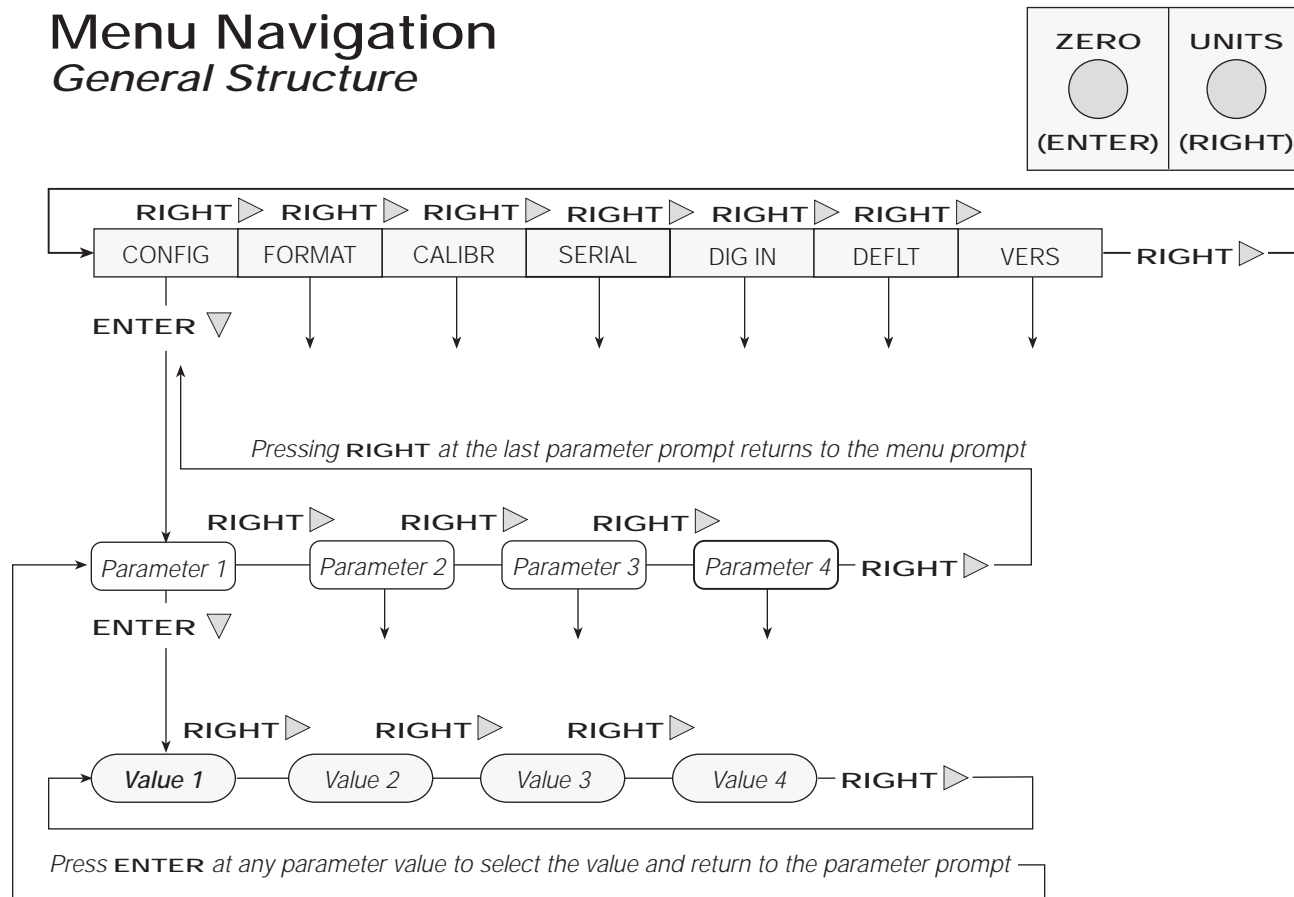 Menu Navigation
General Structure
ZERO UNITS
(ENTER) (RIGHT)
RIGHT RIGHT RIGHT RIGHT RIGHT RIGHT
CONFIG FORMAT CALIBR SERIAL DIG IN DEFLT VERS RIGHT
ENTER
Pressing RIGHT at the last parameter prompt returns to the menu prompt
RIGHT RIGHT RIGHT
Parameter 1 Parameter 2 Parameter 3 Parameter 4 RIGHT
ENTER
RIGHT RIGHT RIGHT
Value 1 Value 2 Value 3 Value 4 RIGHT
Press ENTER at any parameter value to select the value and return to the parameter prompt